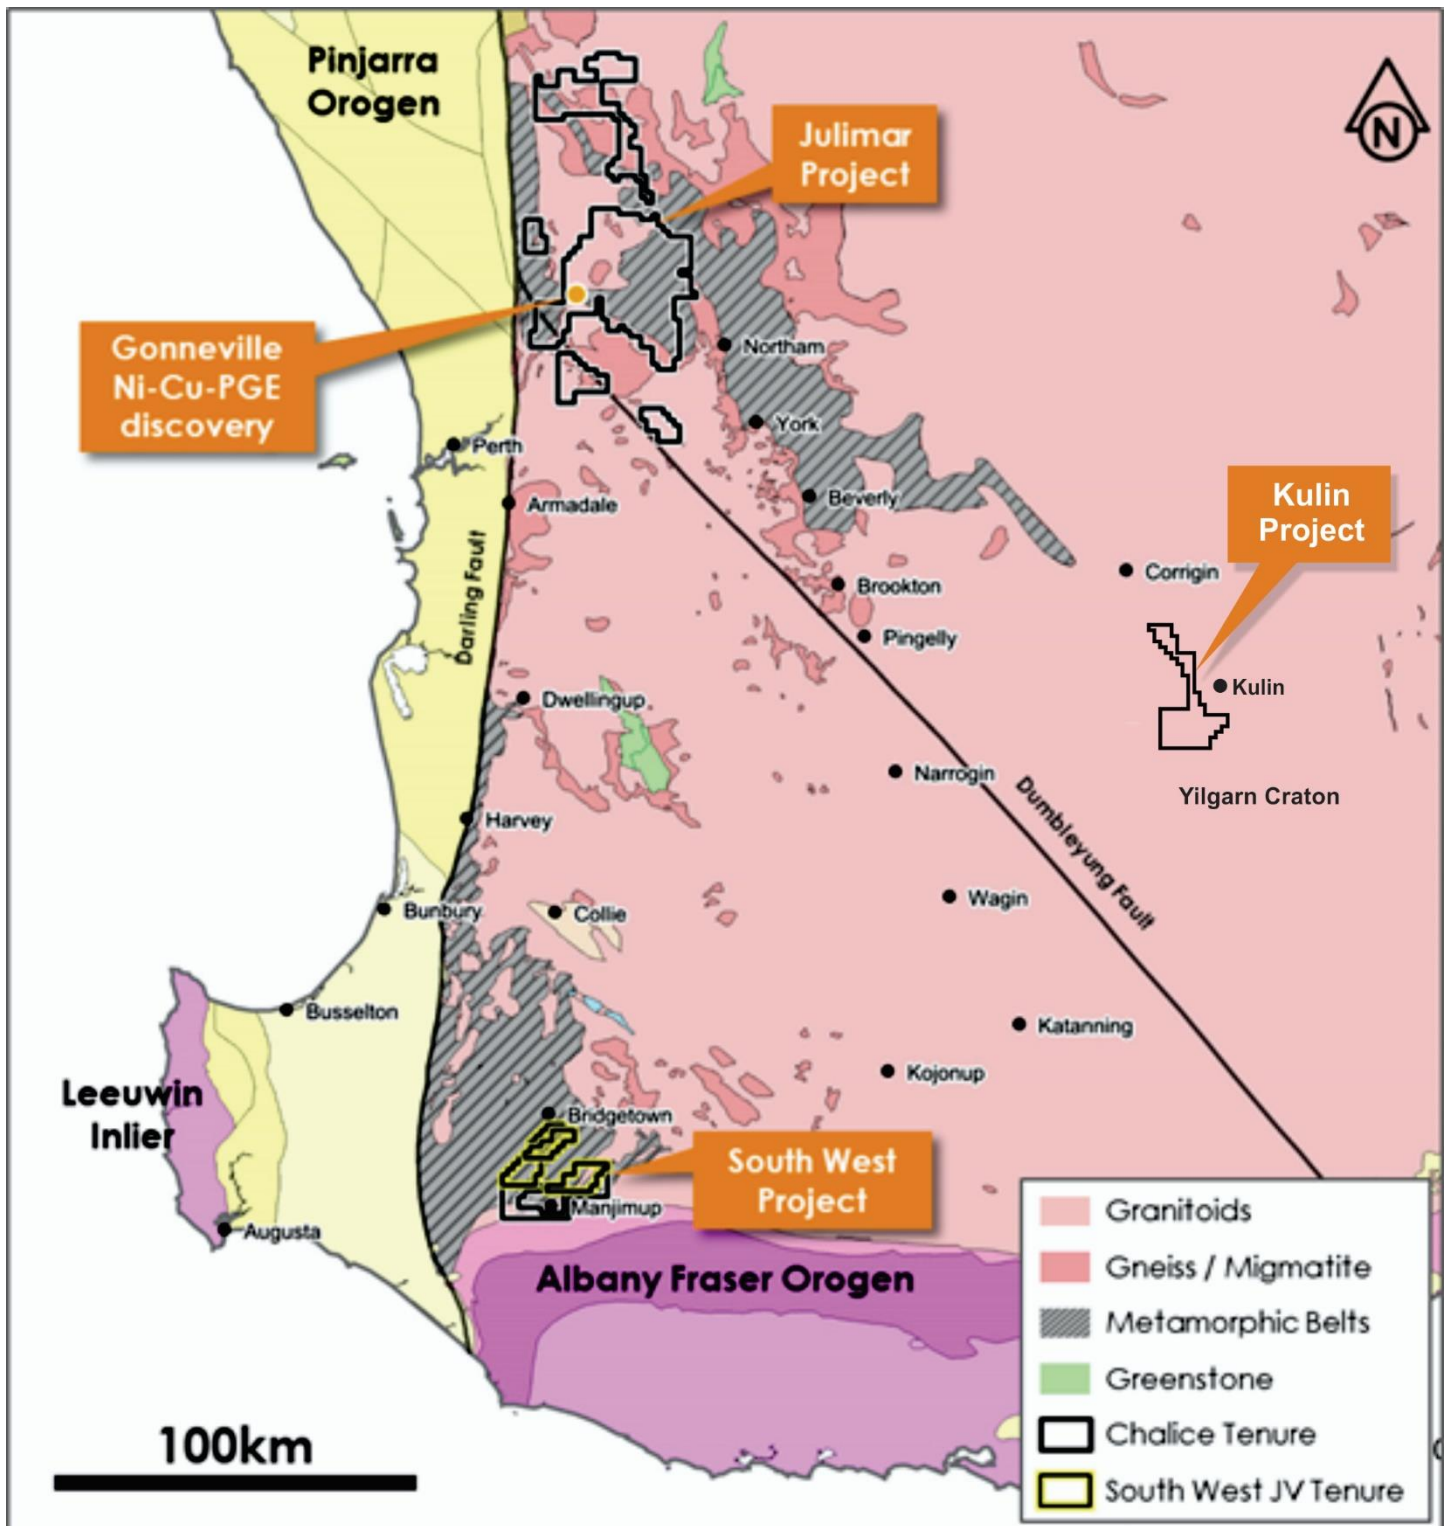 Pinjarra
Orogen
N
Julimar
Project
Gonneville
Ni-Cu-PGE
discovery
Northam
York
Perth
Beverly
Armadale
Kulin
Project
Darling Fault
Corrigin
Brookton
Pingelly
Kulin
Dwellingup
Narrogin
Yilgarn Craton
Dumbleyung Fault
Harvey
Wagin
Bunbury
Collie
Busselton
Katanning
Kojonup
Leeuwin
Inlier
Bridgetown
South West
Project
Manjimup
Augusta
Albany Fraser Orogen
Granitoids
Gneiss / Migmatite
Metamorphic Belts
Greenstone
Chalice Tenure
South West JV Tenure
100km